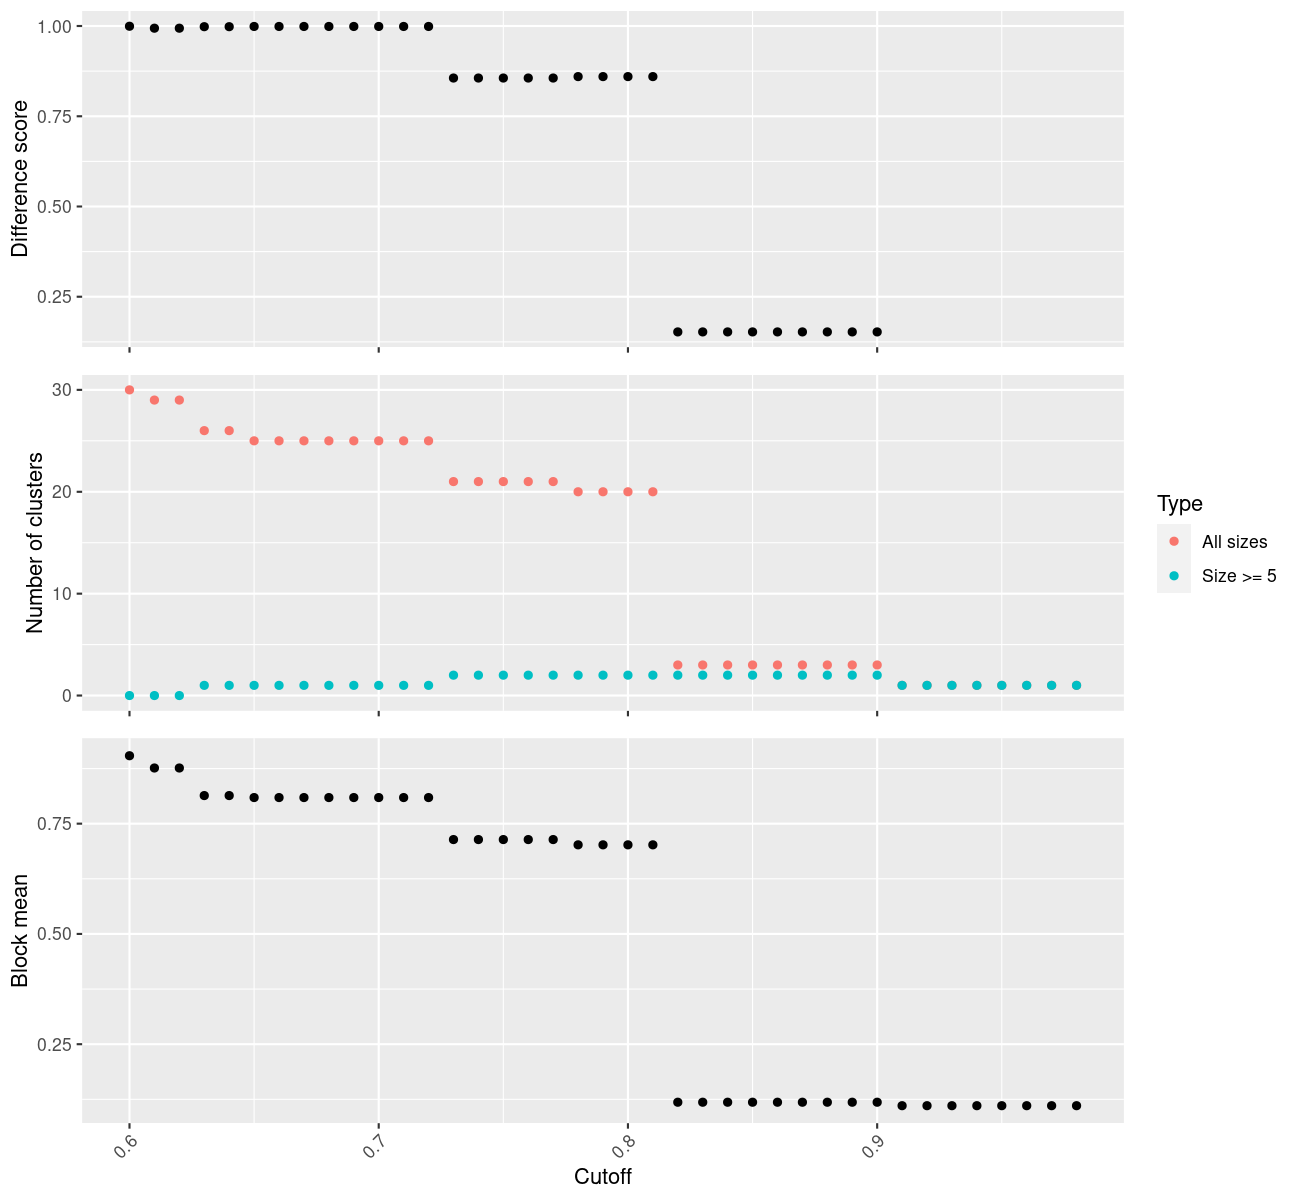 Difference score
1.00
0.75
0.50
0.25
Number of clusters
30
20
10
0
Type
All sizes
Size >= 5
Block mean
0.75
0.50
0.25
0.6
0.7
0.8
0.9
Cutoff